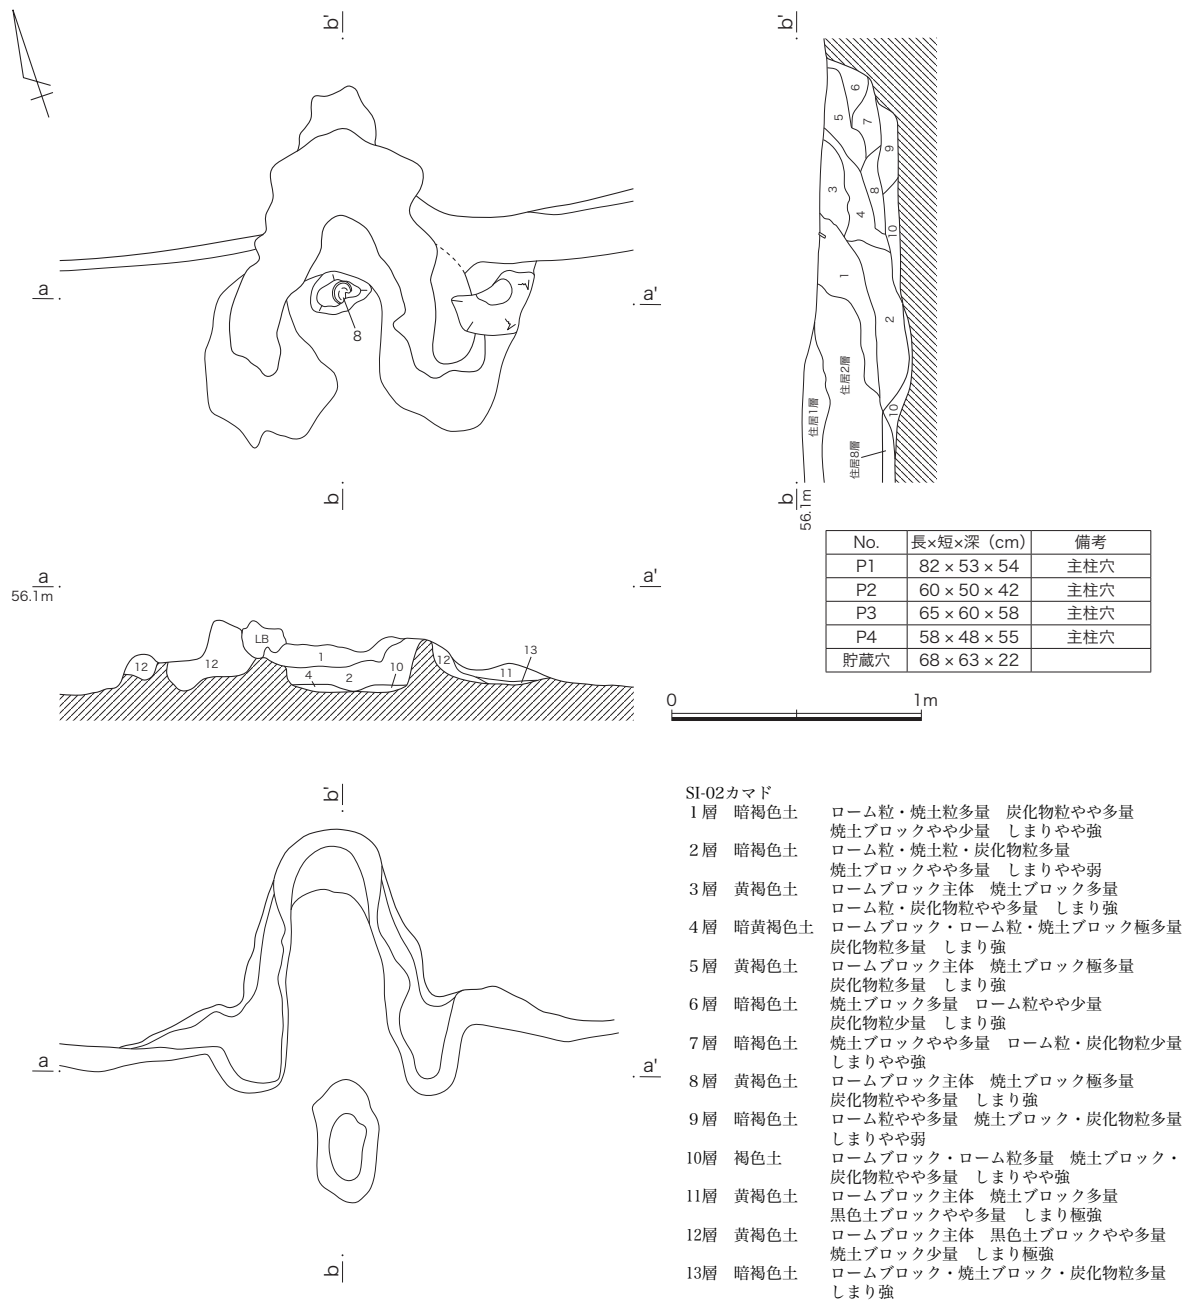 b'
b'
a
a'
8
b
6
5
7
9
3
8
4
10
1
2
住居2層
10
住居1層
住居8層
b
56.1m
No. 長×短×深（cm） 備考
P1 82 × 53 × 54 主柱穴
P2 60 × 50 × 42 主柱穴
P3 65 × 60 × 58 主柱穴
P4 58 × 48 × 55 主柱穴
貯蔵穴 68 × 63 × 22
a
56.1m
a'
LB
12
12
1
4
2
10
12
11
13
0 1m
b'
a
a'
b
SI-02カマド
1層 暗褐色土 ローム粒・焼土粒多量 炭化物粒やや多量
焼土ブロックやや少量 しまりやや強
2層 暗褐色土 ローム粒・焼土粒・炭化物粒多量
焼土ブロックやや多量 しまりやや弱
3層 黄褐色土 ロームブロック主体 焼土ブロック多量
ローム粒・炭化物粒やや多量 しまり強
4層 暗黄褐色土 ロームブロック・ローム粒・焼土ブロック極多量
炭化物粒多量 しまり強
5層 黄褐色土 ロームブロック主体 焼土ブロック極多量
炭化物粒多量 しまり強
6層 暗褐色土 焼土ブロック多量 ローム粒やや少量
炭化物粒少量 しまり強
7層 暗褐色土 焼土ブロックやや多量 ローム粒・炭化物粒少量
しまりやや強
8層 黄褐色土 ロームブロック主体 焼土ブロック極多量
炭化物粒やや多量 しまり強
9層 暗褐色土 ローム粒やや多量 焼土ブロック・炭化物粒多量
しまりやや弱
10層 褐色土 ロームブロック・ローム粒多量 焼土ブロック・
炭化物粒やや多量 しまりやや強
11層 黄褐色土 ロームブロック主体 焼土ブロック多量
黒色土ブロックやや多量 しまり極強
12層 黄褐色土 ロームブロック主体 黒色土ブロックやや多量
焼土ブロック少量 しまり極強
13層 暗褐色土 ロームブロック・焼土ブロック・炭化物粒多量
しまり強